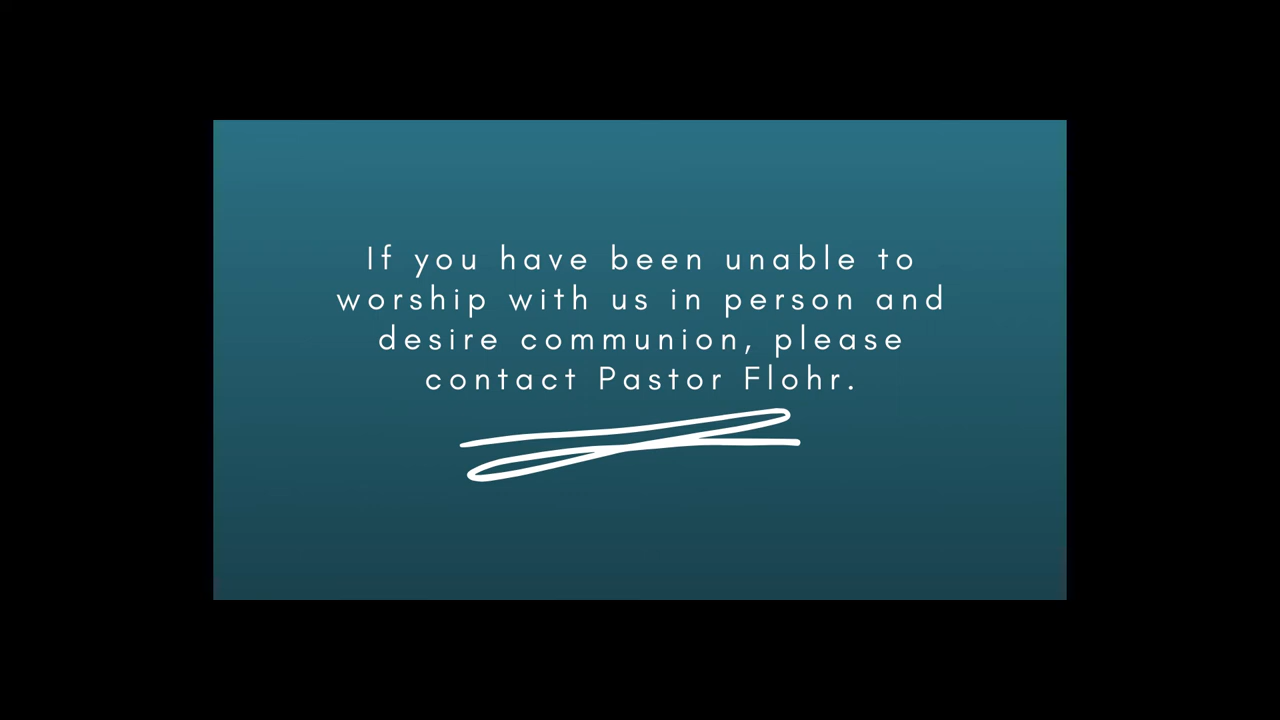 If you have been unable to
worship with us in person and
desire communion, please
contact Pastor Flohr.